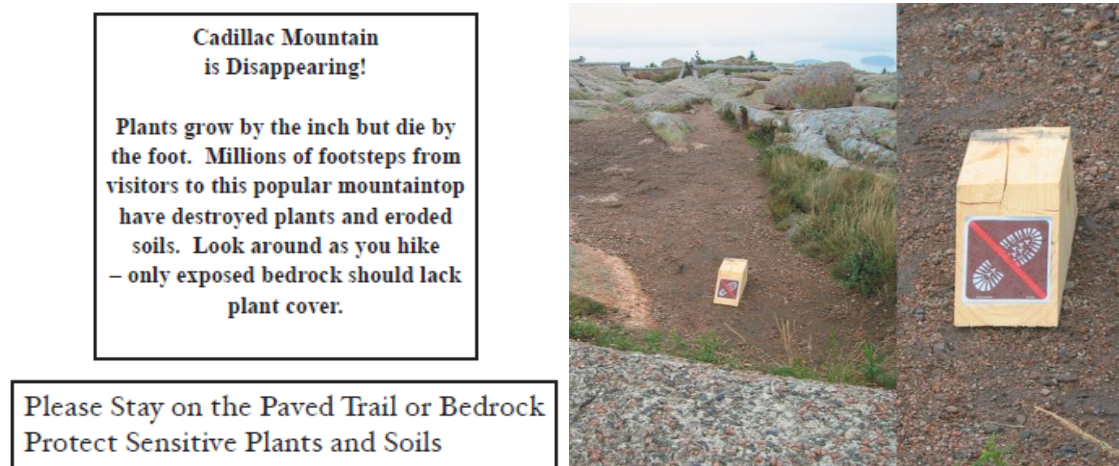 Cadillac Mountain
is Disappearing!
Plants grow by the inch but die by
the foot.  Millions of footsteps from
visitors to this popular mountaintop
have destroyed plants and eroded
soils.  Look around as you hike
– only exposed bedrock should lack
plant cover.
Please Stay on the Paved Trail or Bedrock
Protect Sensitive Plants and Soils